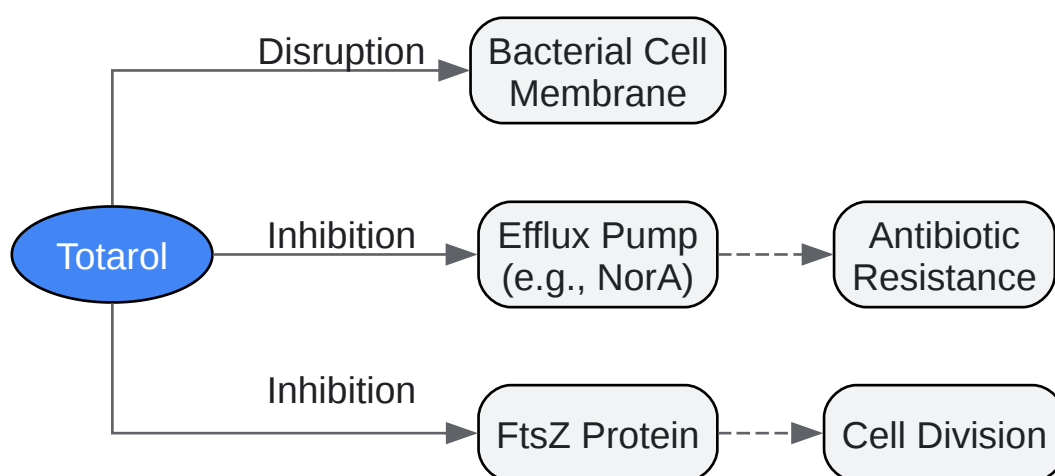 Disruption
Bacterial Cell
Membrane
Totarol
Inhibition
Efflux Pump
(e.g., NorA)
Antibiotic
Resistance
Inhibition
FtsZ Protein
Cell Division